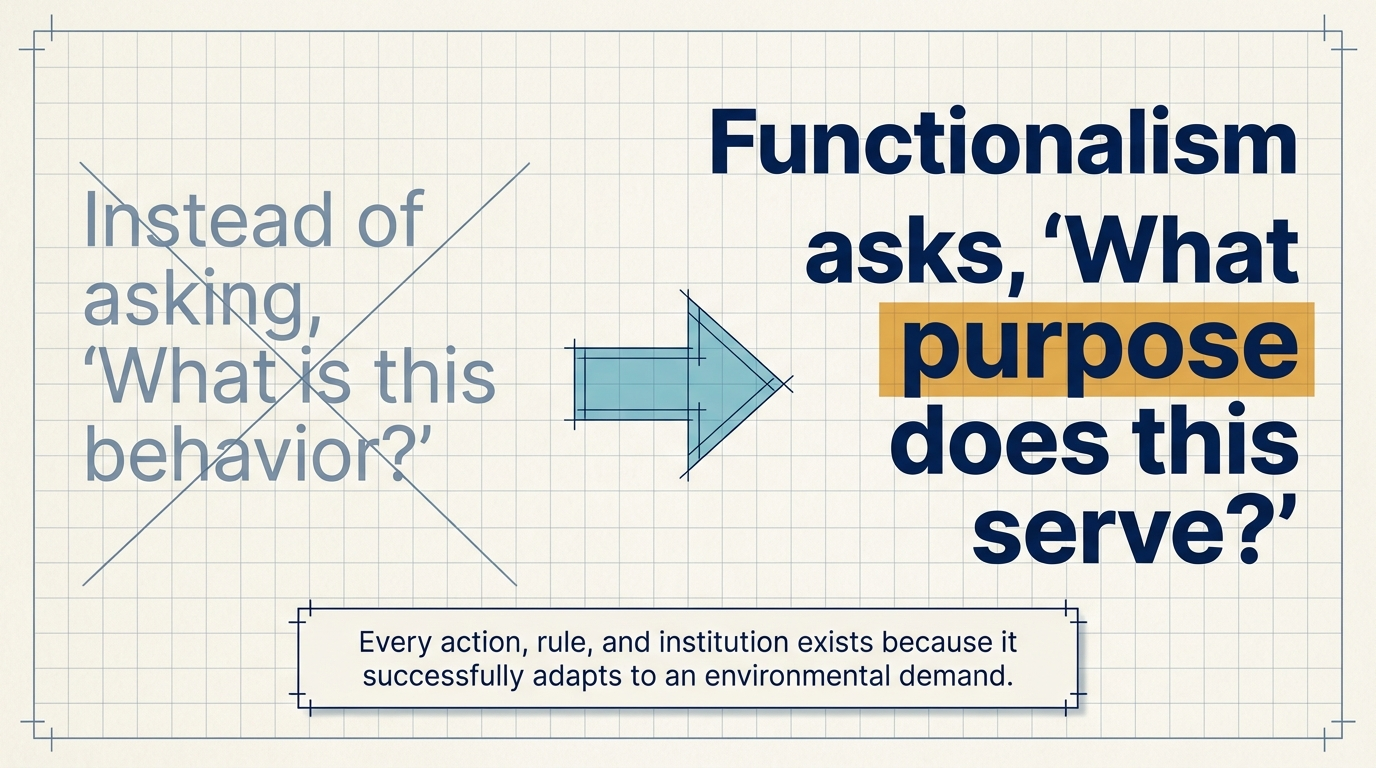 Instead of
asking,
‘What is this
behavior?’
Functionalism
asks, ‘What
purpose
does this
serve?’
Every action, rule, and institution exists because it
successfully adapts to an environmental demand.